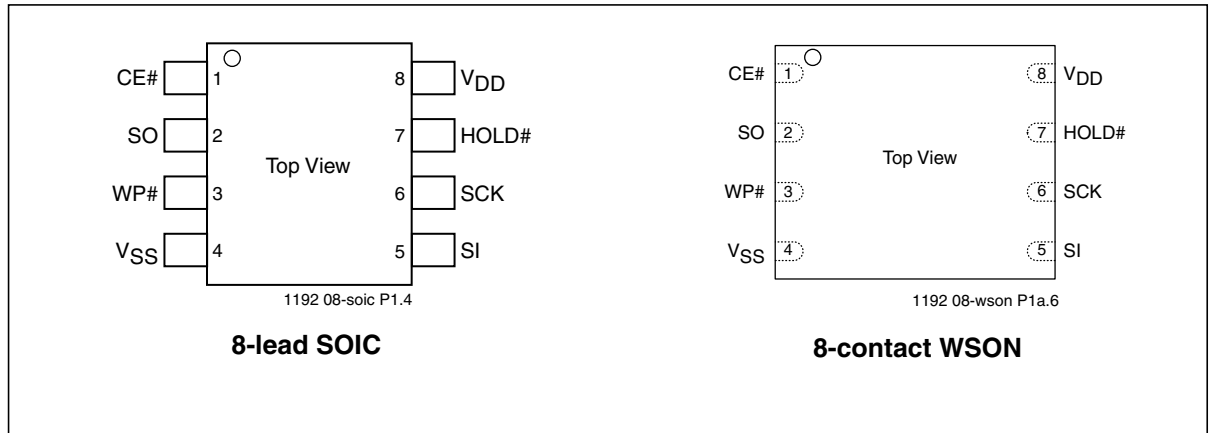 CE# 1 8 VDD
SO 2 7 HOLD#
Top View
WP# 3 6 SCK
VSS 4 5 SI
1192 08-soic P1.4
8-lead SOIC
CE# 1 8 VDD
SO 2 7 HOLD#
Top View
WP# 3 6 SCK
VSS 4 5 SI
1192 08-wson P1a.6
8-contact WSON